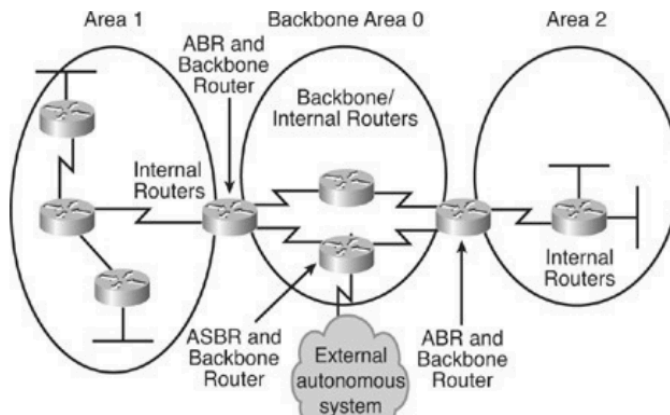 Area 1
Backbone Area 0
Area 2
ABR and
Backbone
Router
Backbone/
Internal Routers
Internal
Routers
Internal
Routers
ASBR and
Backbone
Router
External
autonomous
system
ABR and
Backbone
Router